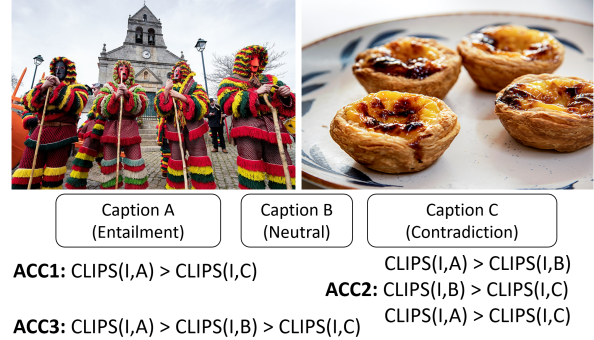 Caption A
(Entailment)
Caption B
(Neutral)
Caption C
(Contradiction)
ACC1: CLIPS(I,A) > CLIPS(I,C)
CLIPS(I,A) > CLIPS(I,B)
ACC2: CLIPS(I,B) > CLIPS(I,C)
CLIPS(I,A) > CLIPS(I,C)
ACC3: CLIPS(I,A) > CLIPS(I,B) > CLIPS(I,C)